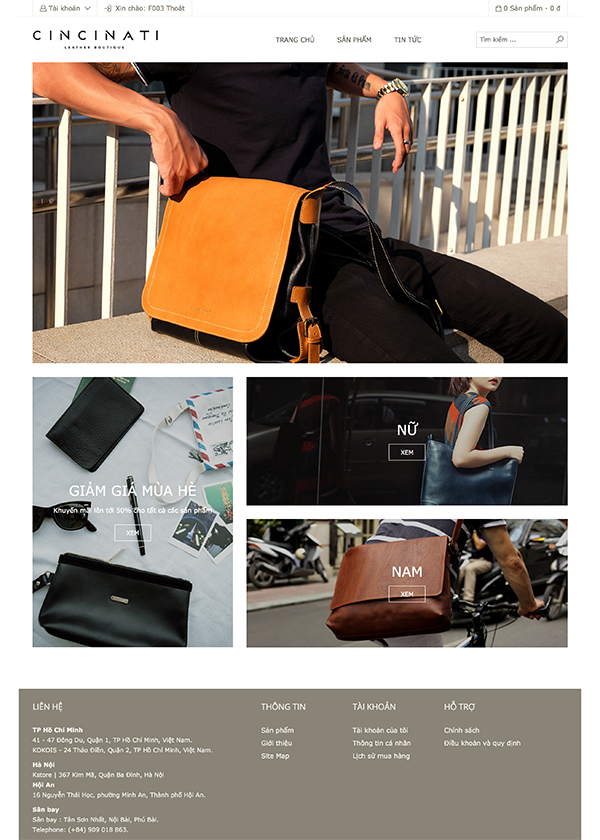 Tài khoản
Xin chào: F003 Thoát
0 Sản phẩm - 0 đ
CINCINATI
LEATHER BOUTIQUE
TRANG CHỦ
SẢN PHẨM
TIN TỨC
Tìm kiếm ...
GIẢM GIÁ MÙA HÈ
Khuyến mãi lên tới 50% cho tất cả các sản phẩm
XEM
NỮ
XEM
NAM
XEM
LIÊN HỆ
TP Hồ Chí Minh
41 - 47 Đông Du, Quận 1, TP Hồ Chí Minh, Việt Nam.
KOKOIS - 24 Thảo Điền, Quận 2, TP Hồ Chí Minh, Việt Nam.
Hà Nội
Kstore | 367 Kim Mã, Quận Ba Đình, Hà Nội
Hội An
16 Nguyễn Thái Học, phường Minh An, Thành phố Hội An.
Sân bay
Sân bay : Tân Sơn Nhất, Nội Bài, Phú Bài.
Telephone: (+84) 909 018 863.
THÔNG TIN
Sản phẩm
Giới thiệu
Site Map
TÀI KHOẢN
Tài khoản của tôi
Thông tin cá nhân
Lịch sử mua hàng
HỖ TRỢ
Chính sách
Điều khoản và quy định